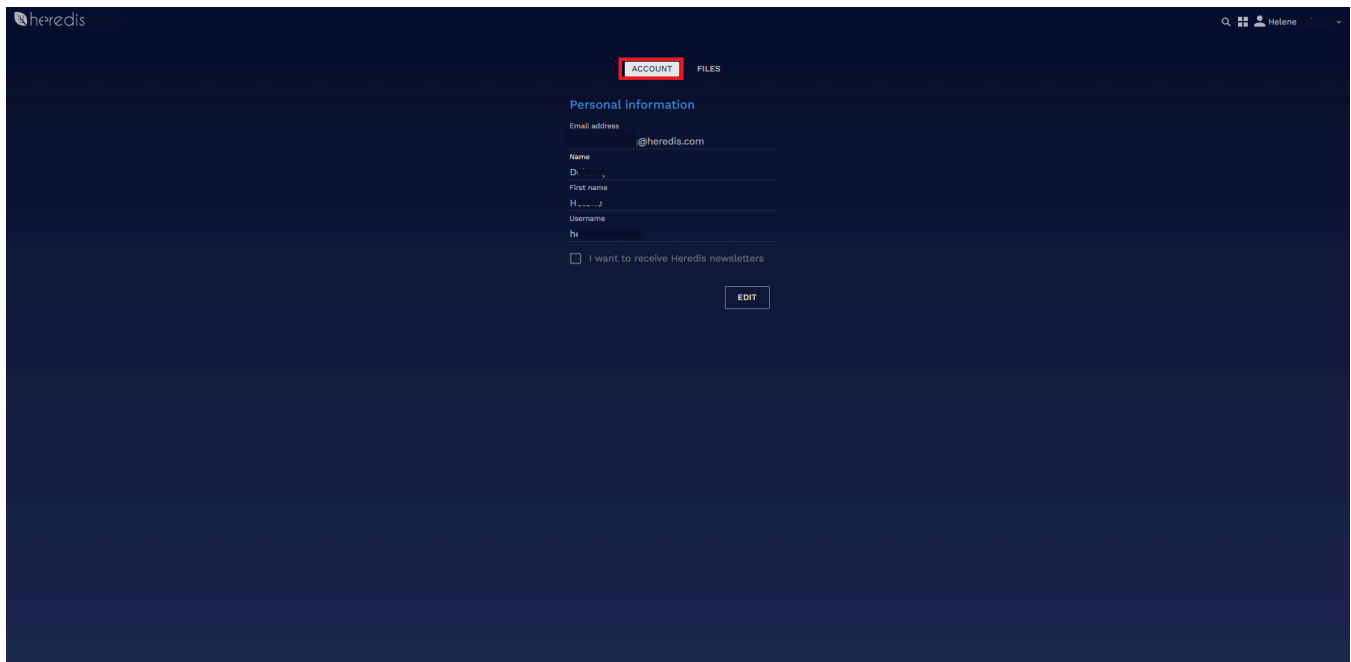 heredis
Helene
ACCOUNT FILES
Personal information
Email address
@heredis.com
Name
First name
Username
he
I want to receive Heredis newsletters
EDIT